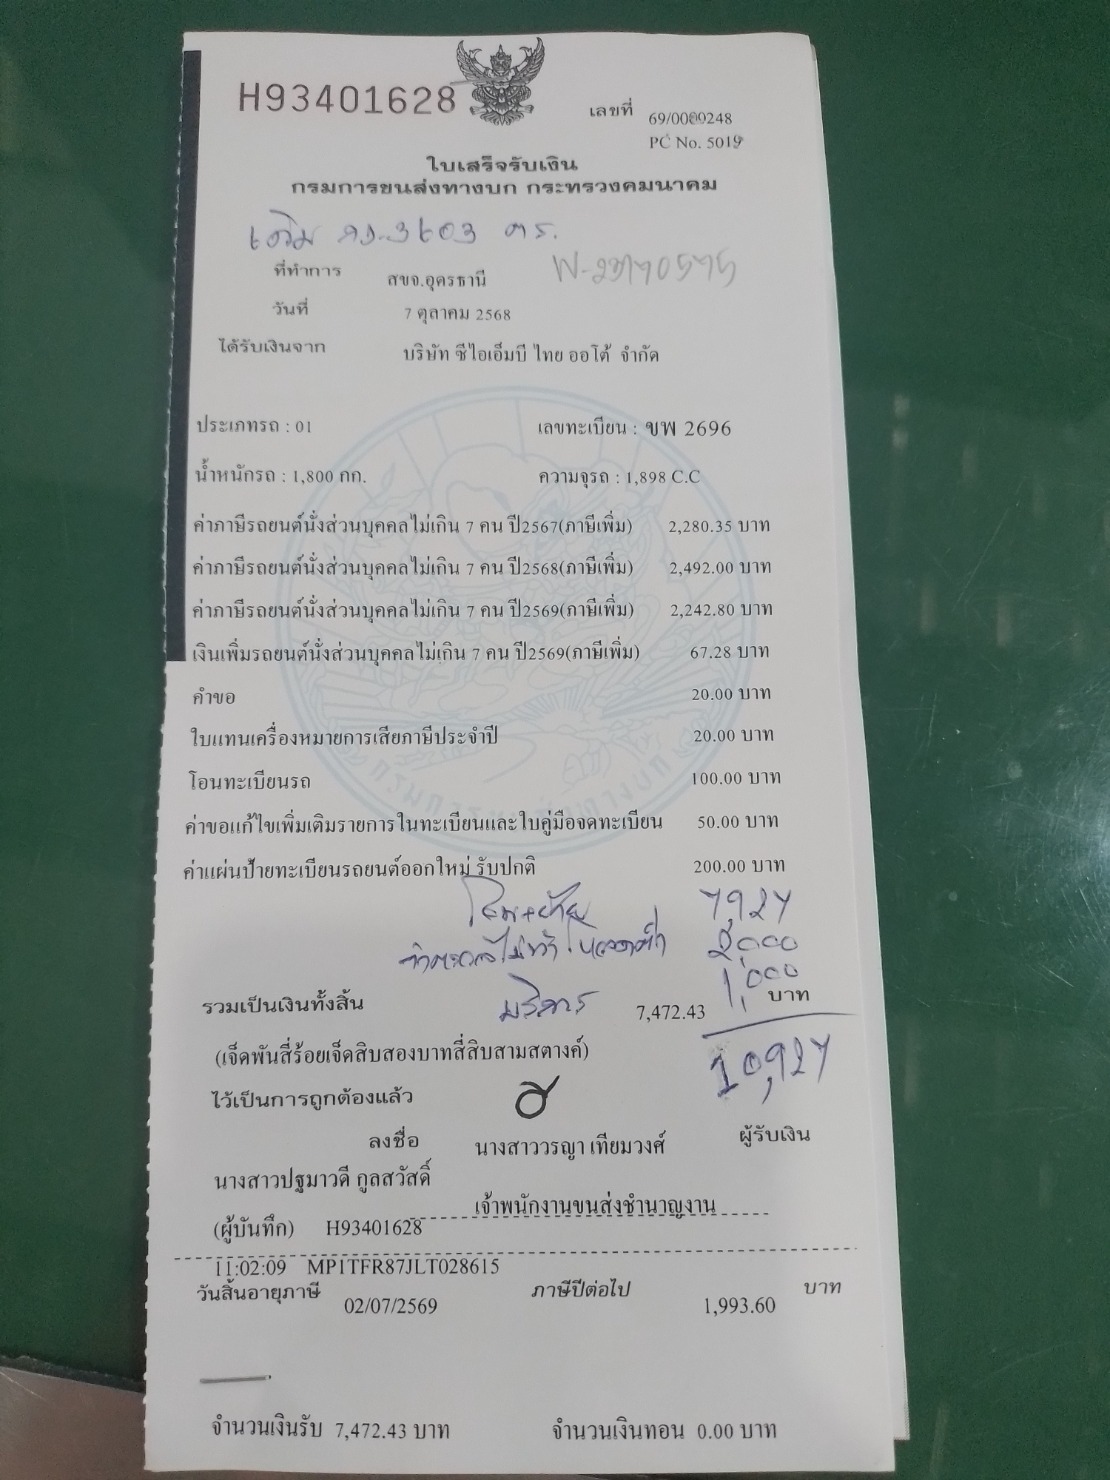 H93401628
เลขที่ 69/0000248
PC No. 5019
ใบเสร็จรับเงิน
กรมการขนส่งทางบก กระทรวงคมนาคม
เดิม
ที่ทำการ สขจ.อุดรธานี
วันที่ 7 ตุลาคม 2568
ได้รับเงินจาก บริษัท ซีไอเอ็มบี ไทย ออโต้ จำกัด
ประเภทรถ : 01 เลขทะเบียน : ขพ 2696
น้ำหนักรถ : 1,800 กก. ความจุรถ : 1,898 C.C
ค่าภาษีรถยนต์นั่งส่วนบุคคลไม่เกิน 7 คน ปี2567(ภาษีเพิ่ม) 2,280.35 บาท
ค่าภาษีรถยนต์นั่งส่วนบุคคลไม่เกิน 7 คน ปี2568(ภาษีเพิ่ม) 2,492.00 บาท
ค่าภาษีรถยนต์นั่งส่วนบุคคลไม่เกิน 7 คน ปี2569(ภาษีเพิ่ม) 2,242.80 บาท
เงินเพิ่มรถยนต์นั่งส่วนบุคคลไม่เกิน 7 คน ปี2569(ภาษีเพิ่ม) 67.28 บาท
คำขอ 20.00 บาท
ใบแทนเครื่องหมายการเสียภาษีประจำปี 20.00 บาท
โอนทะเบียนรถ 100.00 บาท
ค่าขอแก้ไขเพิ่มเติมรายการในทะเบียนและใบคู่มือจดทะเบียน 50.00 บาท
ค่าแผ่นป้ายทะเบียนรถยนต์ออกใหม่ รับปกติ 200.00 บาท
7,927
2,000
บริการ 1,000
รวมเป็นเงินทั้งสิ้น 7,472.43 บาท
(เจ็ดพันสี่ร้อยเจ็ดสิบสองบาทสี่สิบสามสตางค์) 10,927
ไว้เป็นการถูกต้องแล้ว
ลงชื่อ นางสาววรญา เทียมวงศ์ ผู้รับเงิน
นางสาวปฐมาวดี กูลสวัสดิ์
เจ้าพนักงานขนส่งชำนาญงาน
(ผู้บันทึก) H93401628
11:02:09 MP1TFR87JLT028615
วันสิ้นอายุภาษี 02/07/2569 ภาษีปีต่อไป 1,993.60 บาท
จำนวนเงินรับ 7,472.43 บาท จำนวนเงินทอน 0.00 บาท